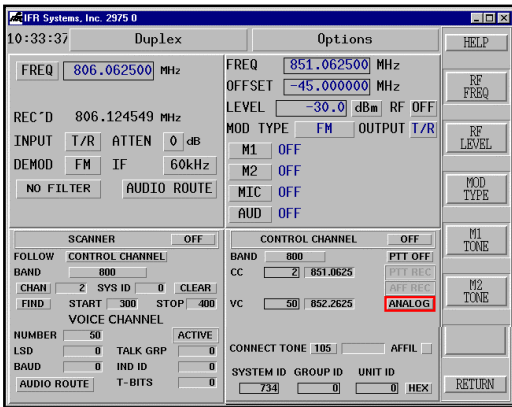 IFR Systems, Inc. 2975 0
10:33:37 Duplex Options HELP
FREQ 806.062500 MHz
REC'D 806.124549 MHz
INPUT T/R ATTEN 0 dB
DEMOD FM IF 60kHz
NO FILTER AUDIO ROUTE
FREQ 851.062500 MHz
OFFSET -45.000000 MHz
LEVEL -30.0 dBm RF OFF
MOD TYPE FM OUTPUT T/R
M1 OFF
M2 OFF
MIC OFF
AUD OFF
RF
FREQ
RF
LEVEL
MOD
TYPE
M1
TONE
M2
TONE
RETURN
SCANNER OFF
FOLLOW CONTROL CHANNEL
BAND 800
CHAN 2 SYS ID 0 CLEAR
FIND START 300 STOP 400
VOICE CHANNEL
NUMBER 50 ACTIVE
LSD 0 TALK GRP 0
BAUD 0 IND ID 0
AUDIO ROUTE T-BITS 0
CONTROL CHANNEL OFF
BAND 800 PTT OFF
CC 2 851.0625 PTT REC
AFF REC
VC 50 852.2625 ANALOG
CONNECT TONE 105 AFFIL
SYSTEM ID GROUP ID UNIT ID
734 0 0 HEX